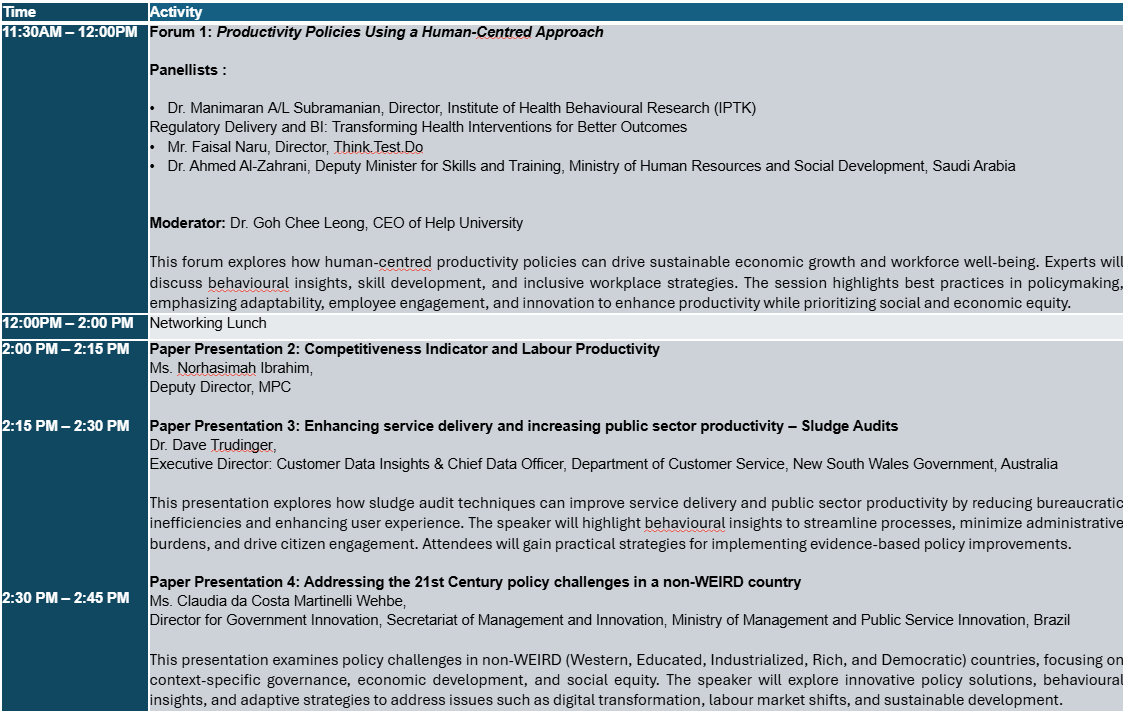 Time Activity
11:30AM – 12:00PM Forum 1: Productivity Policies Using a Human-Centred Approach
Panellists :
• Dr. Manimaran A/L Subramanian, Director, Institute of Health Behavioural Research (IPTK)
Regulatory Delivery and BI: Transforming Health Interventions for Better Outcomes
• Mr. Faisal Naru, Director, Think.Test.Do
• Dr. Ahmed Al-Zahrani, Deputy Minister for Skills and Training, Ministry of Human Resources and Social Development, Saudi Arabia
Moderator: Dr. Goh Chee Leong, CEO of Help University
This forum explores how human-centred productivity policies can drive sustainable economic growth and workforce well-being. Experts will
discuss behavioural insights, skill development, and inclusive workplace strategies. The session highlights best practices in policymaking,
emphasizing adaptability, employee engagement, and innovation to enhance productivity while prioritizing social and economic equity.
12:00PM – 2:00 PM Networking Lunch
2:00 PM – 2:15 PM Paper Presentation 2: Competitiveness Indicator and Labour Productivity
Ms. Norhasimah Ibrahim,
Deputy Director, MPC
2:15 PM – 2:30 PM Paper Presentation 3: Enhancing service delivery and increasing public sector productivity – Sludge Audits
Dr. Dave Trudinger,
Executive Director: Customer Data Insights & Chief Data Officer, Department of Customer Service, New South Wales Government, Australia
This presentation explores how sludge audit techniques can improve service delivery and public sector productivity by reducing bureaucratic
inefficiencies and enhancing user experience. The speaker will highlight behavioural insights to streamline processes, minimize administrative
burdens, and drive citizen engagement. Attendees will gain practical strategies for implementing evidence-based policy improvements.
Paper Presentation 4: Addressing the 21st Century policy challenges in a non-WEIRD country
2:30 PM – 2:45 PM Ms. Claudia da Costa Martinelli Wehbe,
Director for Government Innovation, Secretariat of Management and Innovation, Ministry of Management and Public Service Innovation, Brazil
This presentation examines policy challenges in non-WEIRD (Western, Educated, Industrialized, Rich, and Democratic) countries, focusing on
context-specific governance, economic development, and social equity. The speaker will explore innovative policy solutions, behavioural
insights, and adaptive strategies to address issues such as digital transformation, labour market shifts, and sustainable development.